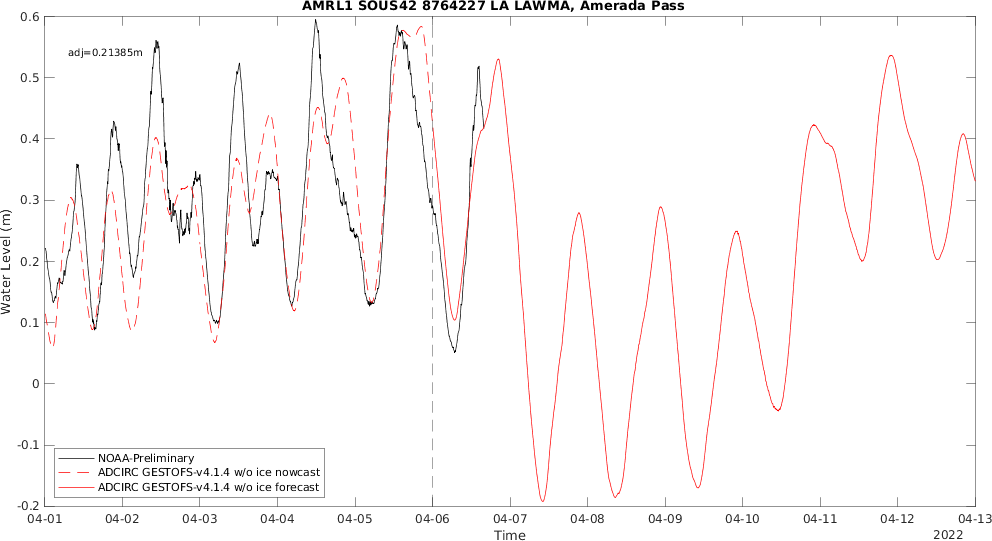 AMRL1 SOUS42 8764227 LA LAWMA, Amerada Pass
adj=0.21385m
0.6
0.5
0.4
0.3
0.2
0.1
0
-0.1
-0.2
Water Level (m)
NOAA-Preliminary
ADCIRC GESTOFS-v4.1.4 w/o ice nowcast
ADCIRC GESTOFS-v4.1.4 w/o ice forecast
04-01 04-02 04-03 04-04 04-05 04-06 04-07 04-08 04-09 04-10 04-11 04-12 04-13
Time
2022